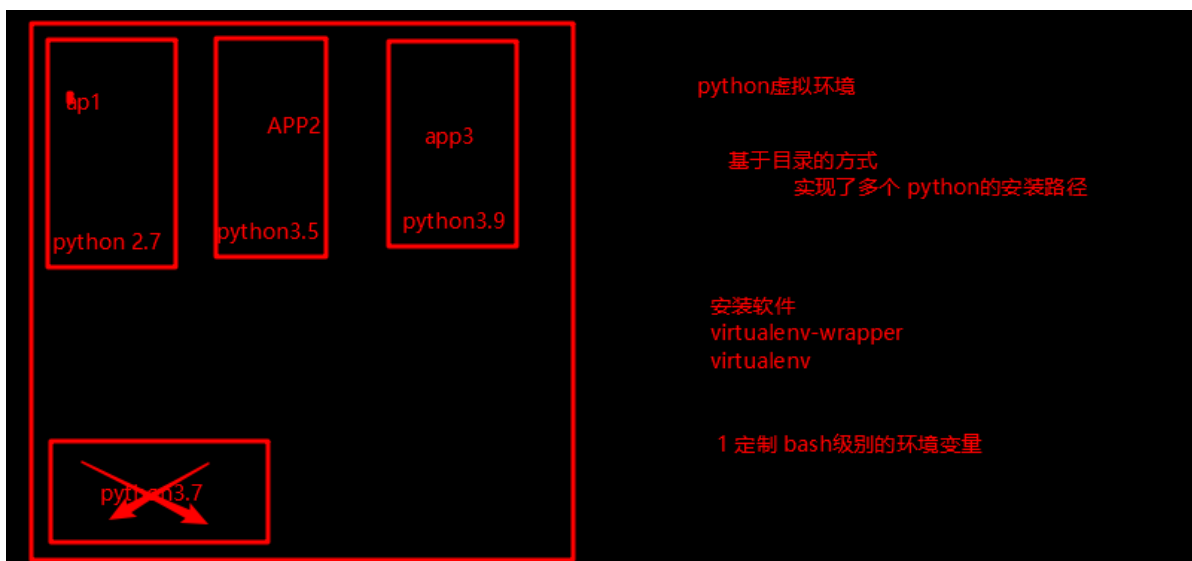 ap1
APP2
app3
python 2.7
python3.5
python3.9
python3.7
python虚拟环境
基于目录的方式
实现了多个 python的安装路径
安装软件
virtualenv-wrapper
virtualenv
1 定制 bash级别的环境变量